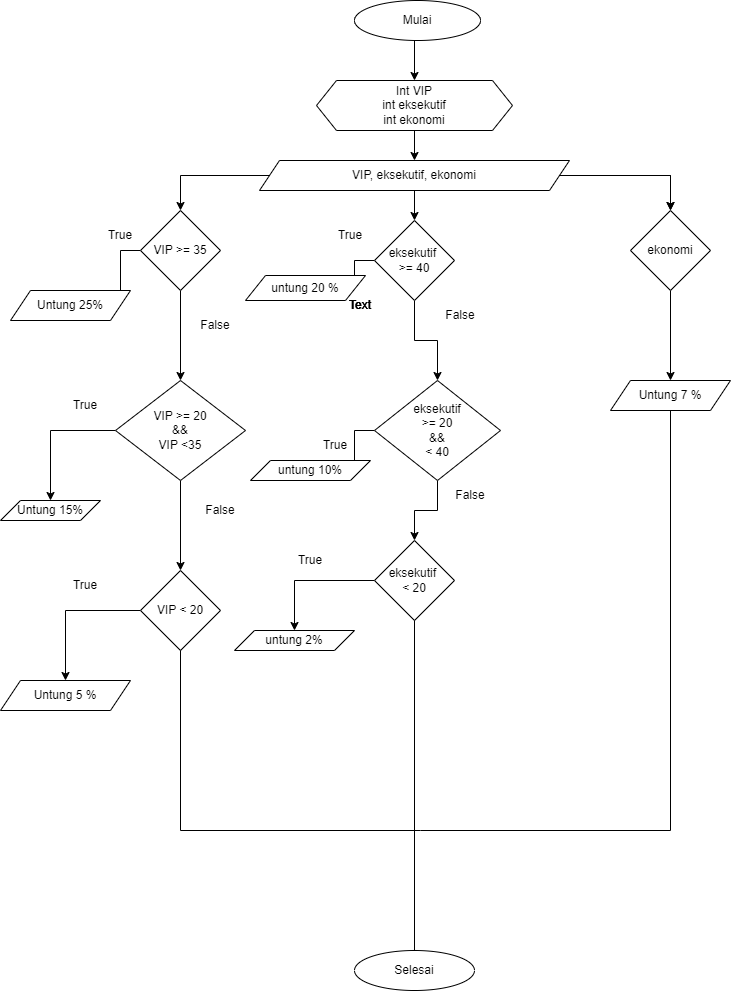 Mulai
Int VIP
int eksekutif
int ekonomi
VIP, eksekutif, ekonomi
True
VIP >= 35
Untung 25%
False
True
VIP >= 20
&&
VIP <35
Untung 15%
False
True
VIP < 20
Untung 5 %
True
eksekutif
>= 40
untung 20 %
Text
False
eksekutif
>= 20
&&
< 40
True
untung 10%
False
True
eksekutif
< 20
untung 2%
ekonomi
Untung 7 %
Selesai